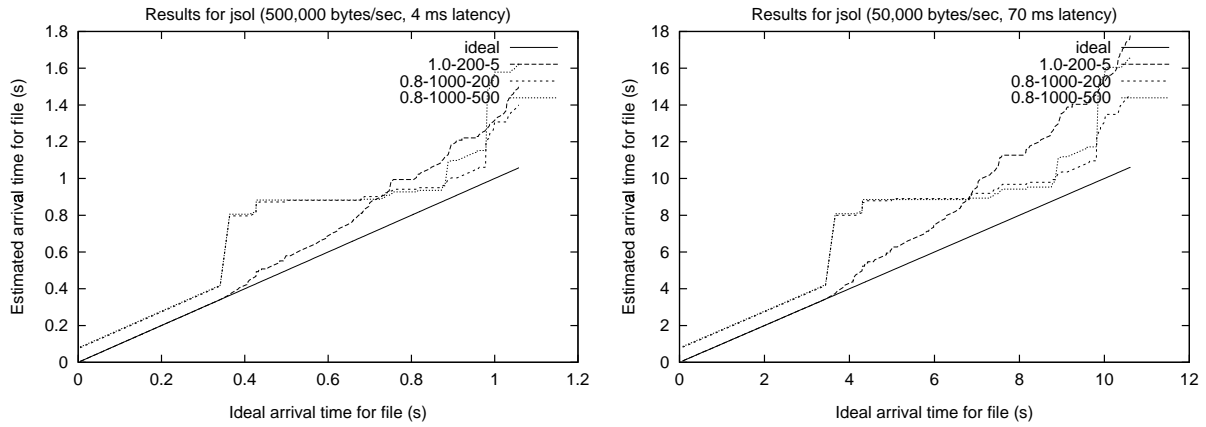 Results for jsol (500,000 bytes/sec, 4 ms latency)
1.8
1.6
1.4
1.2
1
0.8
0.6
0.4
0.2
0
Estimated arrival time for file (s)
ideal
1.0-200-5
0.8-1000-200
0.8-1000-500
0 0.2 0.4 0.6 0.8 1 1.2
Ideal arrival time for file (s)
Results for jsol (50,000 bytes/sec, 70 ms latency)
18
16
14
12
10
8
6
4
2
0
Estimated arrival time for file (s)
ideal
1.0-200-5
0.8-1000-200
0.8-1000-500
0 2 4 6 8 10 12
Ideal arrival time for file (s)